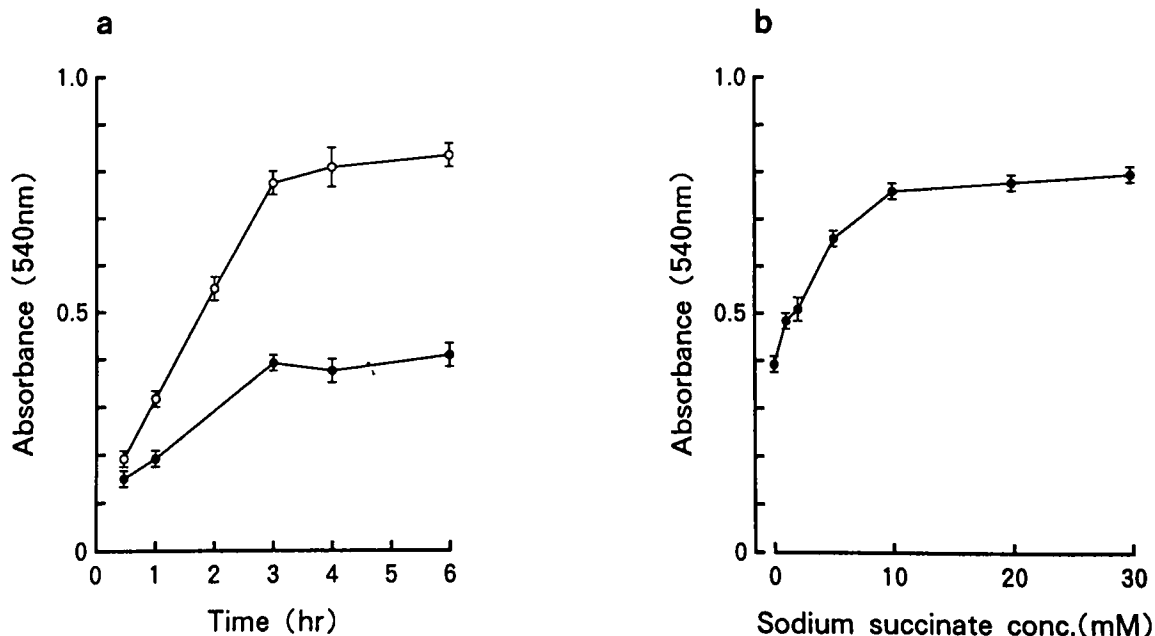 a
b
1.0
0.5
0
Absorbance (540nm)
0 1 2 3 4 5 6
Time (hr)
1.0
0.5
0
Absorbance (540nm)
0 10 20 30
Sodium succinate conc.(mM)